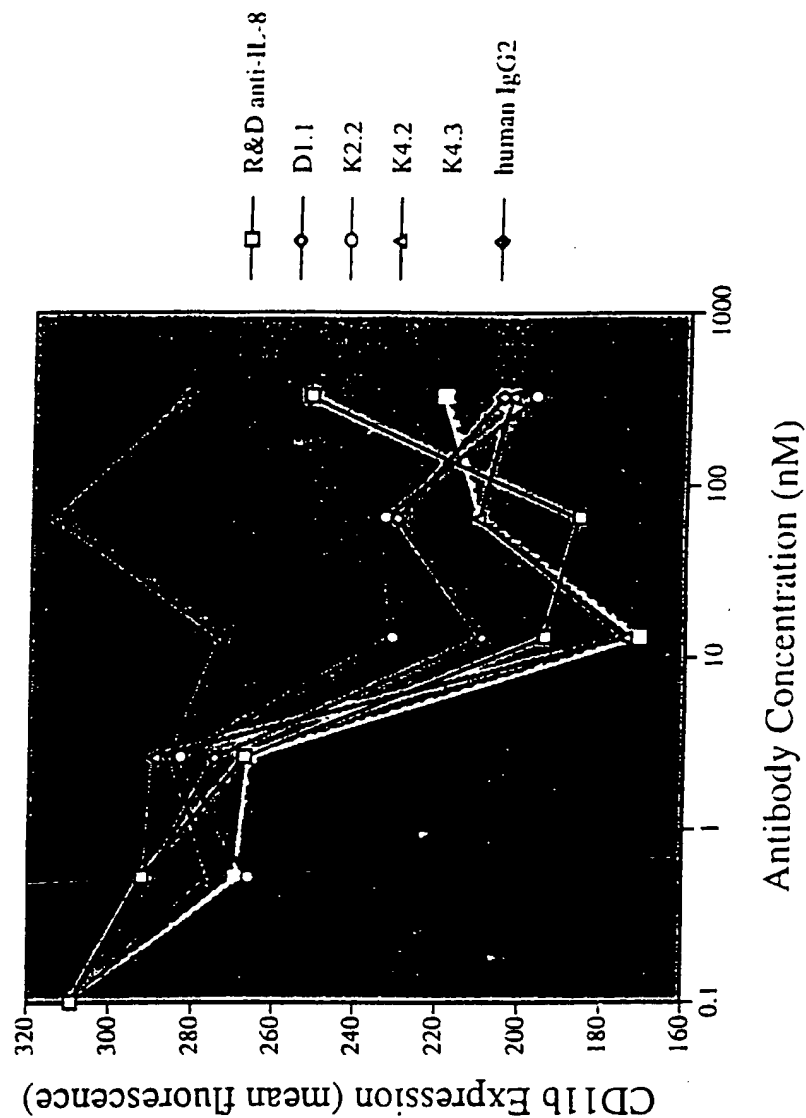 CD11b Expression (mean fluorescence)
320
300
280
260
240
220
200
180
160
0.1
1
10
100
1000
Antibody Concentration (nM)
R&D anti-IL-8
D1.1
K2.2
K4.2
K4.3
human IgG2